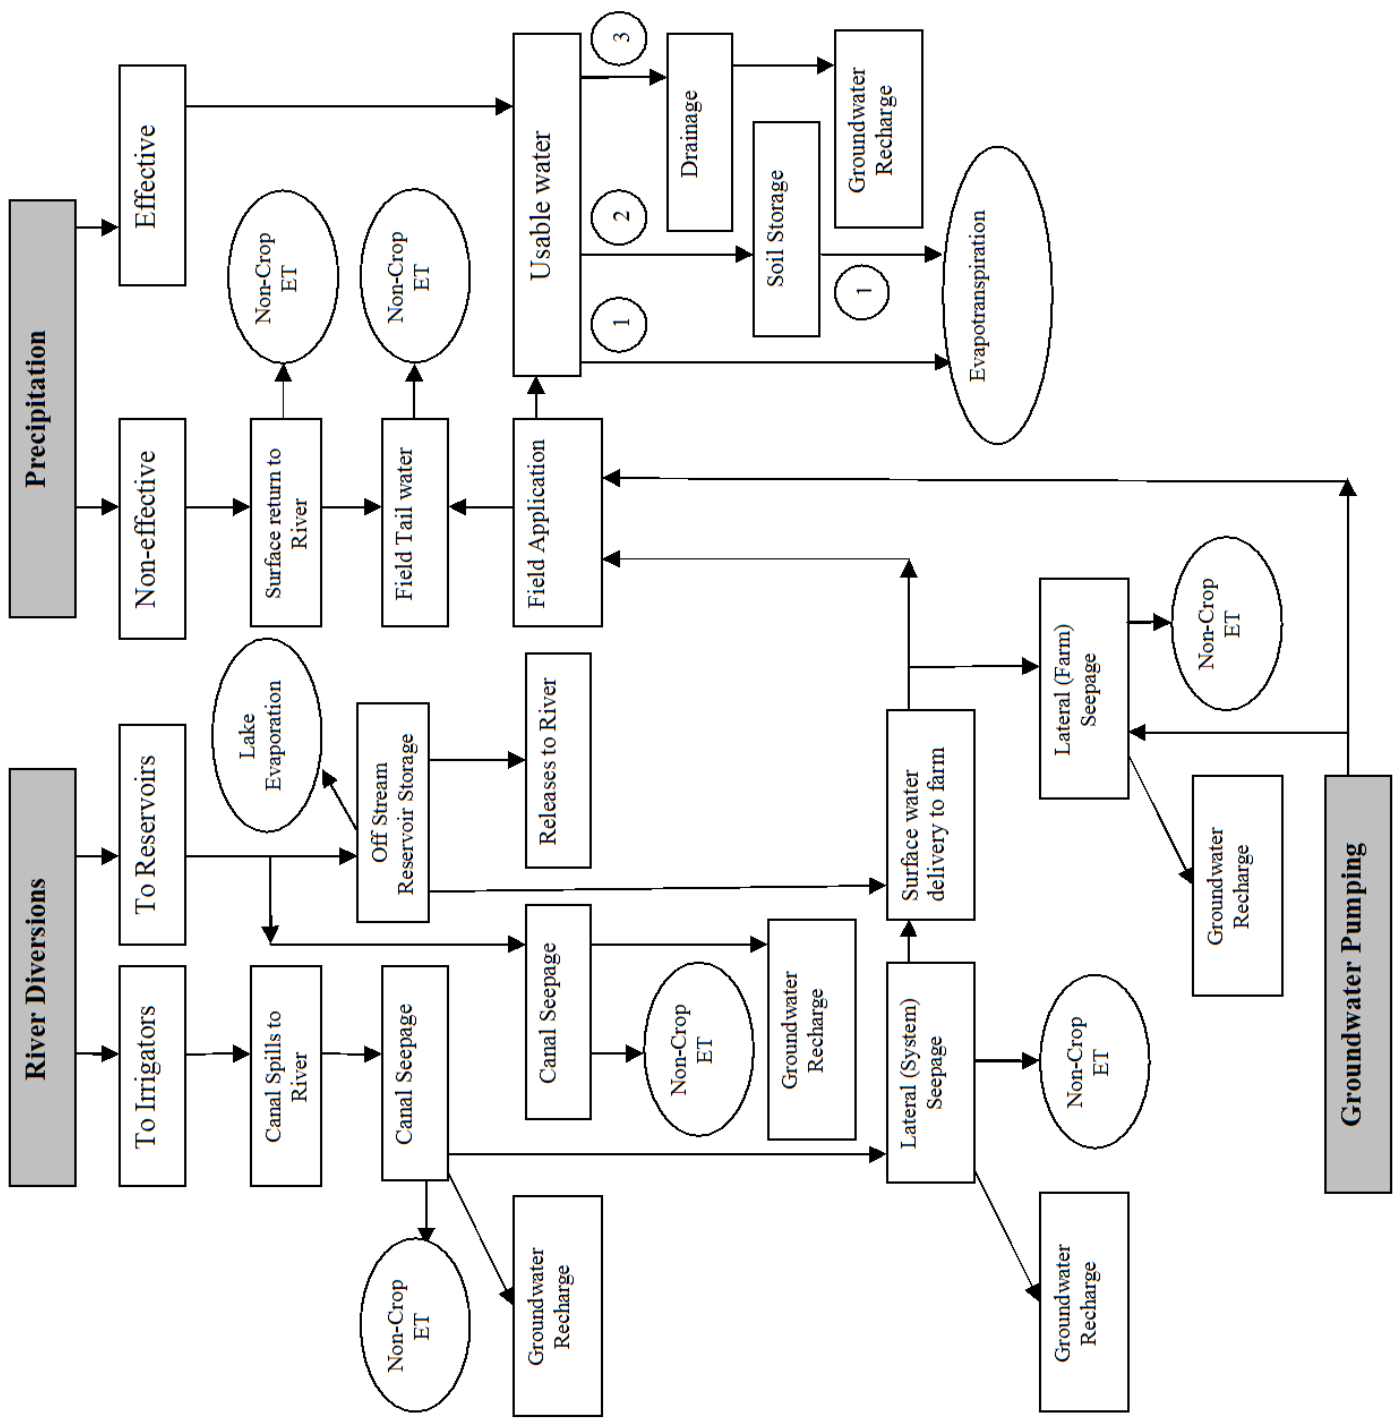 River Diversions
Precipitation
To Irrigators
To Reservoirs
Non-effective
Effective
Canal Spills to
River
Lake
Evaporation
Surface return to
River
Non-Crop
ET
Non-Crop
ET
Canal Seepage
Off Stream
Reservoir Storage
Field Tail water
Non-Crop
ET
Groundwater
Recharge
Canal Seepage
Releases to River
Field Application
Usable water
1
2
3
Non-Crop
ET
Drainage
Groundwater
Recharge
Soil Storage
1
Groundwater
Recharge
Lateral (System)
Seepage
Surface water
delivery to farm
Evapotranspiration
Groundwater
Recharge
Non-Crop
ET
Lateral (Farm)
Seepage
Groundwater
Recharge
Non-Crop
ET
Groundwater Pumping